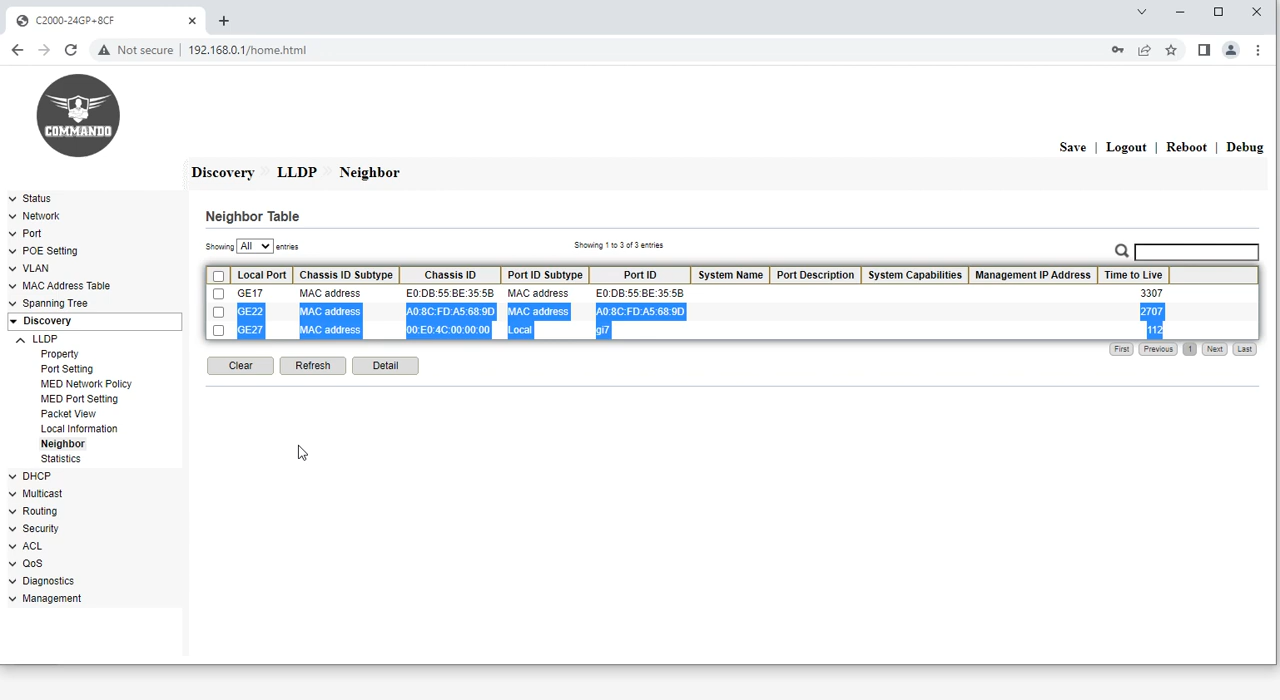 C2000-24GP+8CF
Not secure | 192.168.0.1/home.html
COMMANDO
Save | Logout | Reboot | Debug
Discovery » LLDP » Neighbor
Status
Network
Port
POE Setting
VLAN
MAC Address Table
Spanning Tree
Discovery
LLDP
Property
Port Setting
MED Network Policy
MED Port Setting
Packet View
Local Information
Neighbor
Statistics
DHCP
Multicast
Routing
Security
ACL
QoS
Diagnostics
Management
Neighbor Table
Showing All entries Showing 1 to 3 of 3 entries
Local Port Chassis ID Subtype Chassis ID Port ID Subtype Port ID System Name Port Description System Capabilities Management IP Address Time to Live
GE17 MAC address E0:DB:55:BE:35:5B MAC address E0:DB:55:BE:35:5B 3307
GE22 MAC address A0:8C:FD:A5:68:9D MAC address A0:8C:FD:A5:68:9D 2707
GE27 MAC address 00:E0:4C:00:00:00 Local gi7 112
First Previous 1 Next Last
Clear Refresh Detail